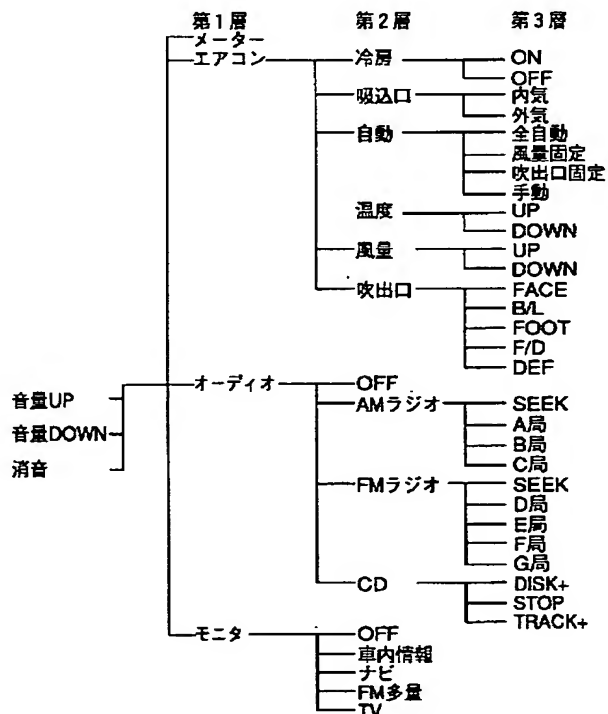 第1層 第2層 第3層
メーター
エアコン 冷房 ON
OFF
吸込口 内気
外気
自動 全自動
風量固定
吹出口固定
手動
温度 UP
DOWN
風量 UP
DOWN
吹出口 FACE
B/L
FOOT
F/D
DEF
オーディオ OFF
音量UP
AMラジオ SEEK
A局
音量DOWN
B局
C局
消音
FMラジオ SEEK
D局
E局
F局
G局
CD DISK+
STOP
TRACK+
モニタ OFF
車内情報
ナビ
FM多量
TV